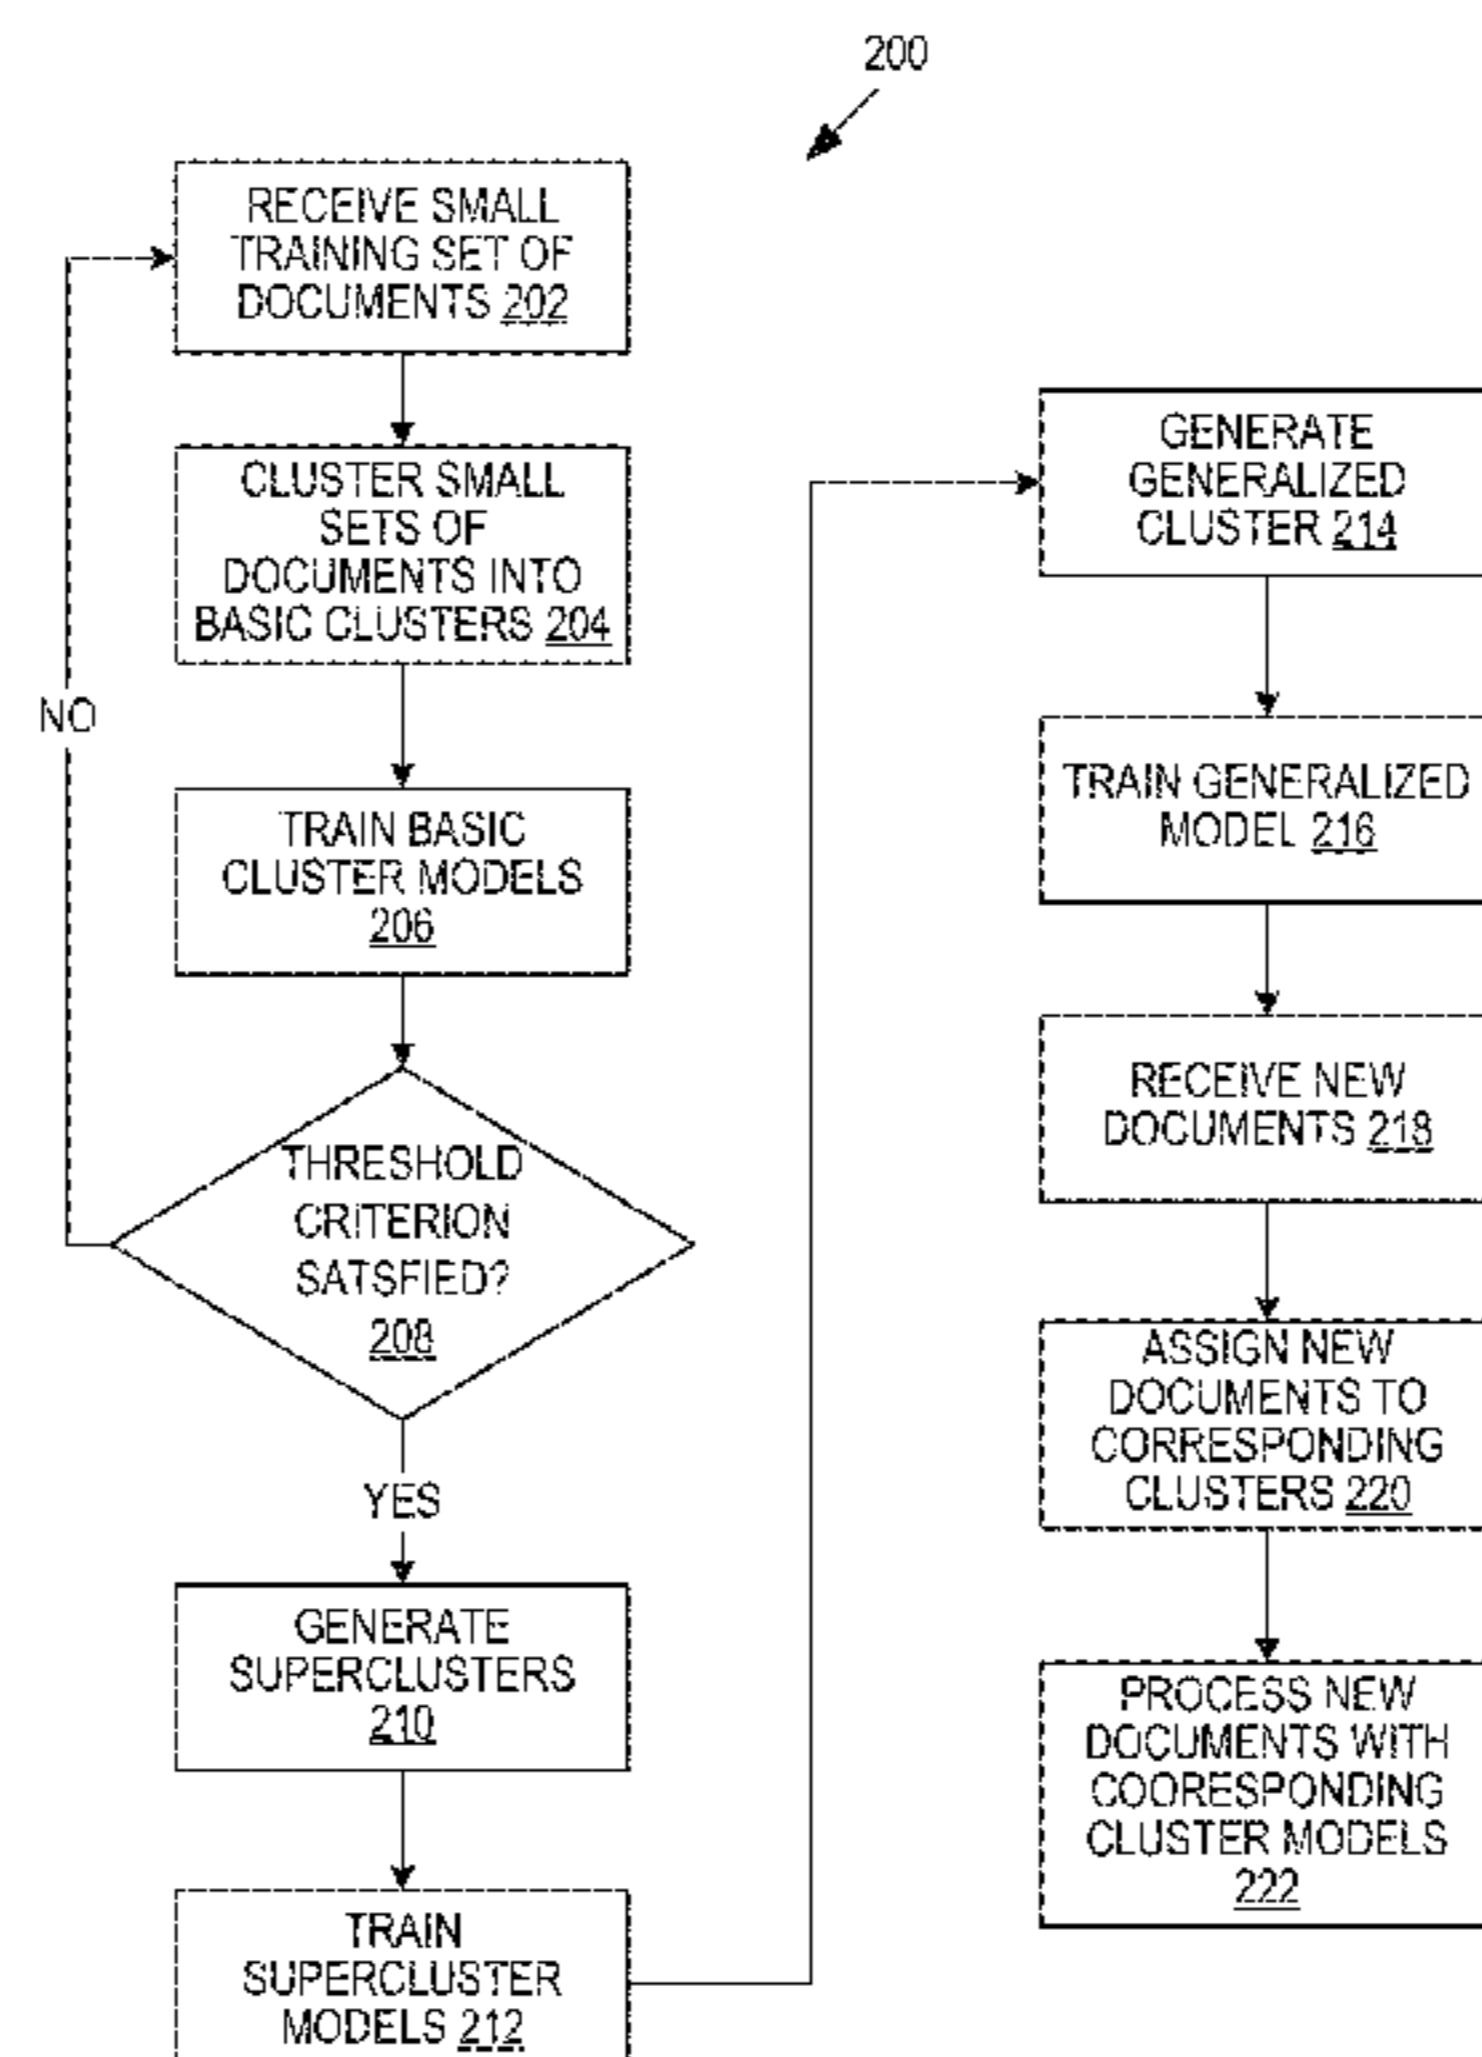 200
RECEIVE SMALL
TRAINING SET OF
DOCUMENTS 202
CLUSTER SMALL
SETS OF
DOCUMENTS INTO
BASIC CLUSTERS 204
NO
TRAIN BASIC
CLUSTER MODELS
206
THRESHOLD
CRITERION
SATSFIED?
208
YES
GENERATE
SUPERCLUSTERS
210
TRAIN
SUPERCLUSTER
MODELS 212
GENERATE
GENERALIZED
CLUSTER 214
TRAIN GENERALIZED
MODEL 216
RECEIVE NEW
DOCUMENTS 218
ASSIGN NEW
DOCUMENTS TO
CORRESPONDING
CLUSTERS 220
PROCESS NEW
DOCUMENTS WITH
COORESPONDING
CLUSTER MODELS
222